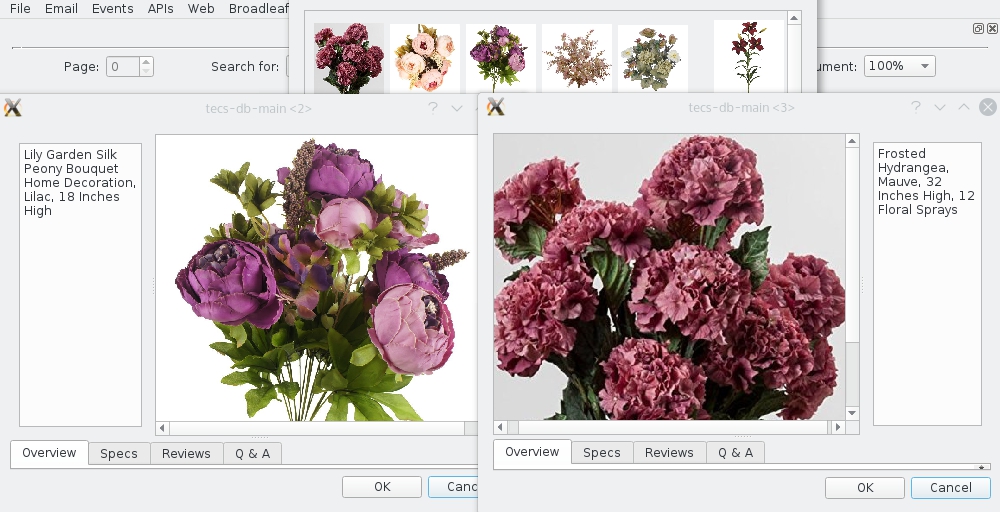 File Email Events APIs Web Broadleaf
Page: 0 Search for: ument: 100%
tecs-db-main <2> ?
tecs-db-main <3> ?
Lily Garden Silk
Peony Bouquet
Home Decoration,
Lilac, 18 Inches
High
Frosted
Hydrangea,
Mauve, 32
Inches High, 12
Floral Sprays
Overview Specs Reviews Q & A
OK Canc
Overview Specs Reviews Q & A
OK Cancel